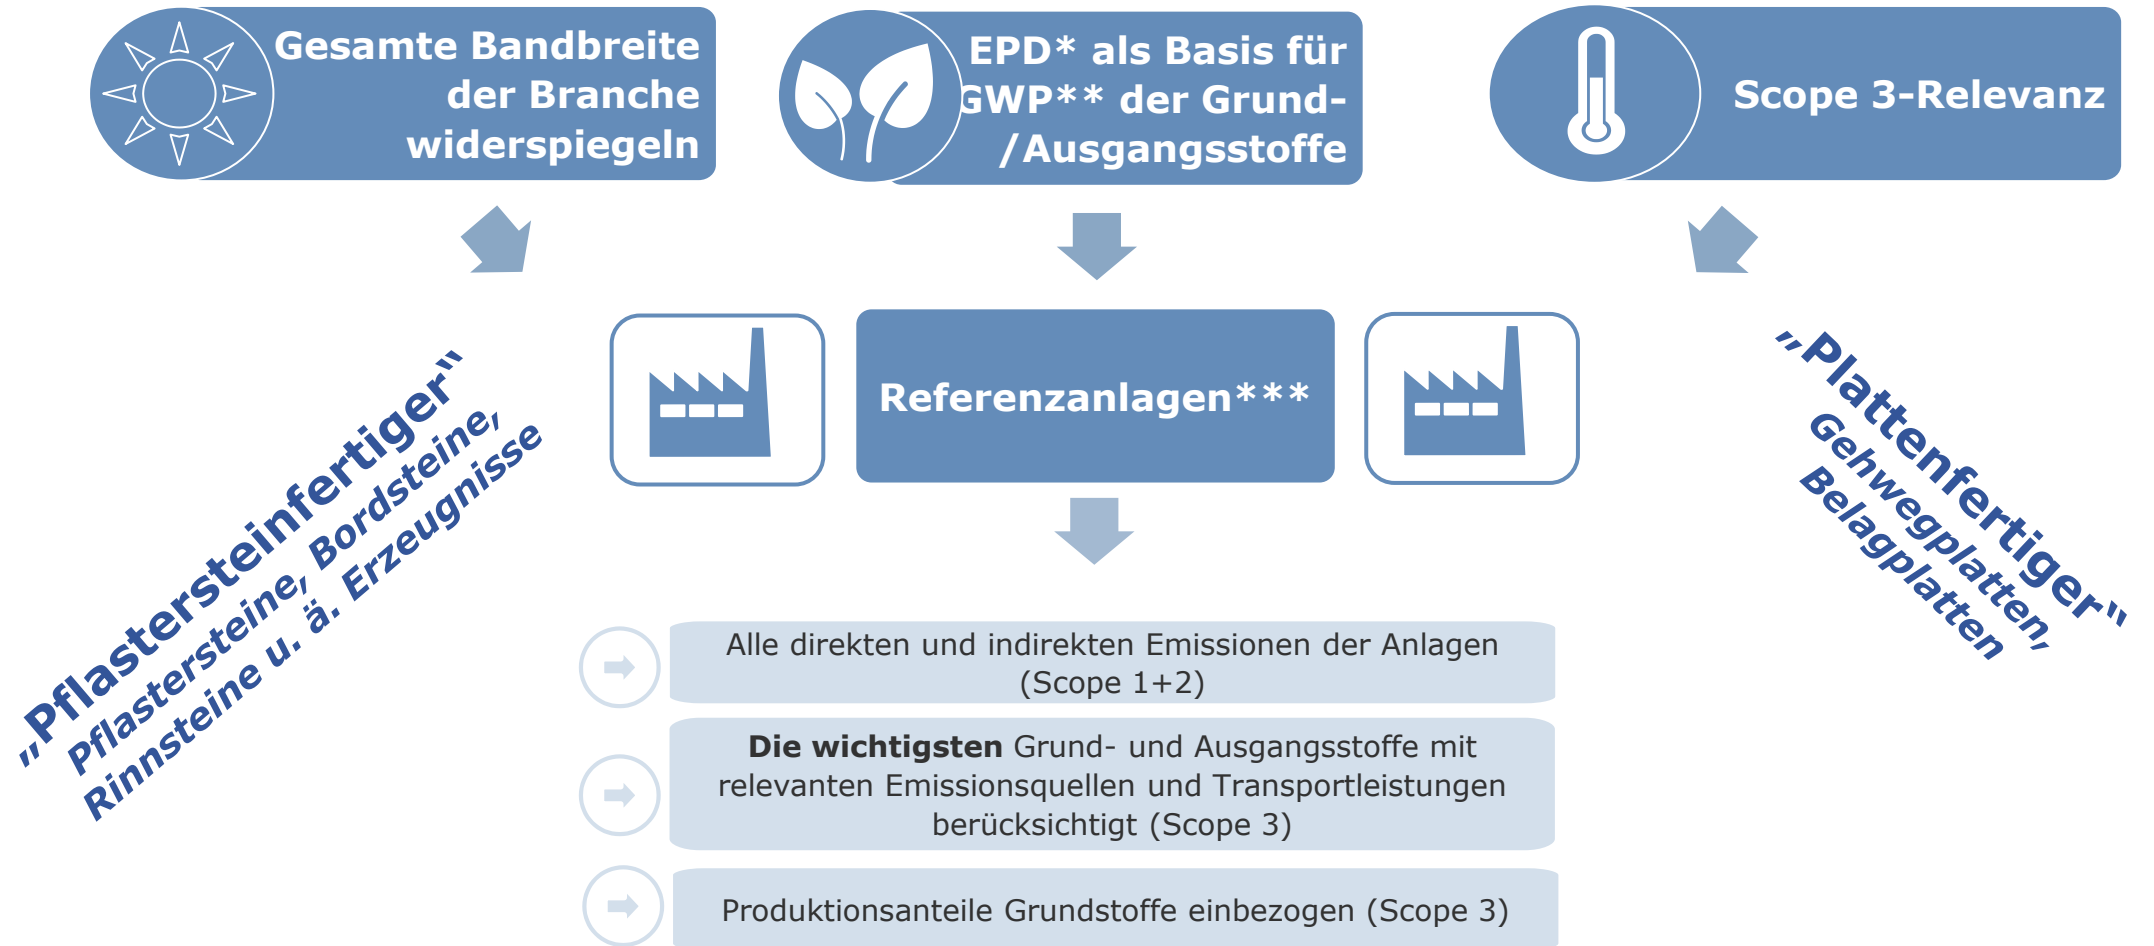 Gesamte Bandbreite
der Branche
widerspiegeln
EPD* als Basis für
GWP** der Grund-
/Ausgangsstoffe
Scope 3-Relevanz
„Pflastersteinfertiger“
Pflastersteine, Bordsteine,
Rinnsteine u. ä. Erzeugnisse
Referenzanlagen***
„Plattenfertiger“
Gehwegplatten,
Belagplatten
Alle direkten und indirekten Emissionen der Anlagen
(Scope 1+2)
Die wichtigsten Grund- und Ausgangsstoffe mit
relevanten Emissionsquellen und Transportleistungen
berücksichtigt (Scope 3)
Produktionsanteile Grundstoffe einbezogen (Scope 3)